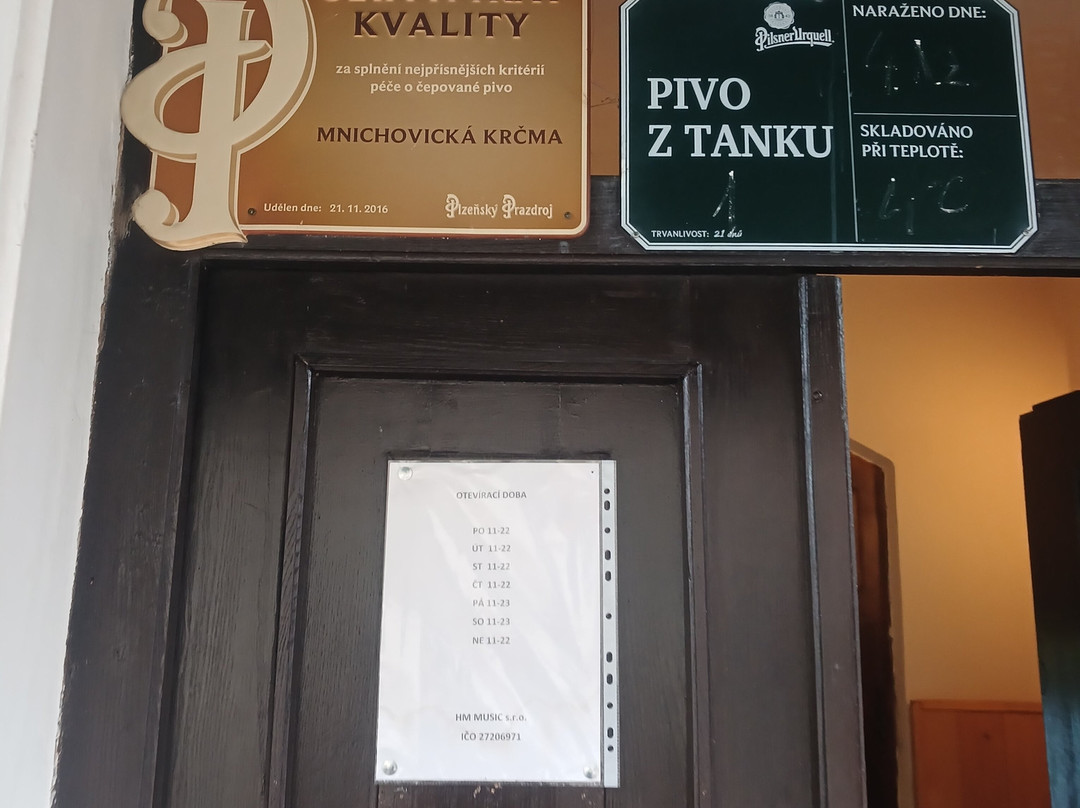 KVALITY
za splnění nejpřísnějších kritérií
péče o čepované pivo
MNICHOVICKÁ KRČMA
Udělen dne: 21. 11. 2016
Plzeňský Prazdroj
Pilsner Urquell
PIVO
Z TANKU
1
TRVANLIVOST: 21 dnů
NARAŽENO DNE:
SKLADOVÁNO
PŘI TEPLOTĚ:
4°C
OTEVÍRACÍ DOBA
PO 11-22
ÚT 11-22
ST 11-22
ČT 11-22
PÁ 11-23
SO 11-23
NE 11-22
HM MUSIC s.r.o.
IČO 27206971